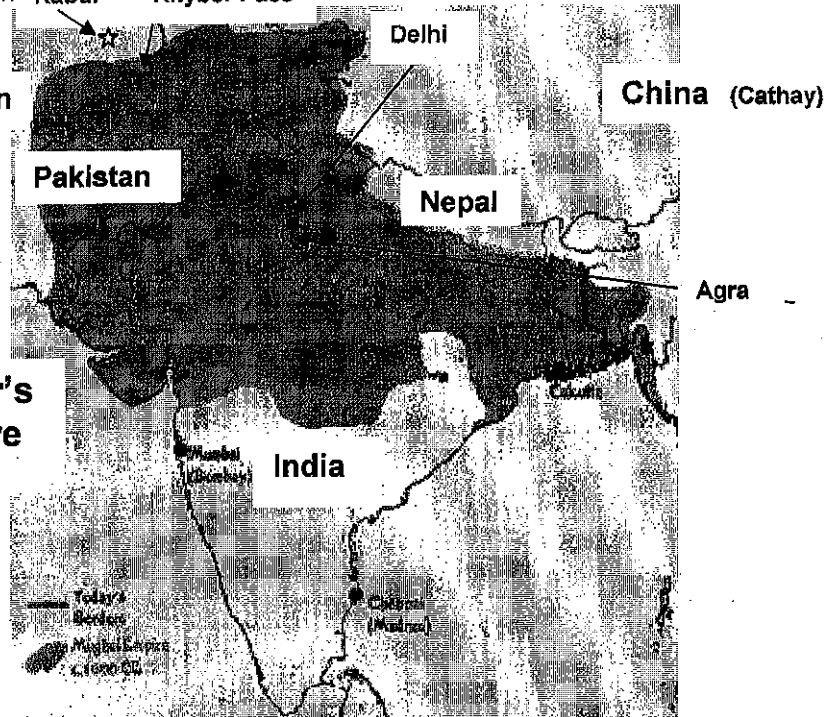 Kabul Khyber Pass
Delhi
n
China (Cathay)
Pakistan
Nepal
Agra
's
e
Calcutta
Mumbai
(Bombay)
India
Today's
Borders
Chennai
(Madras)
Mughal Empire